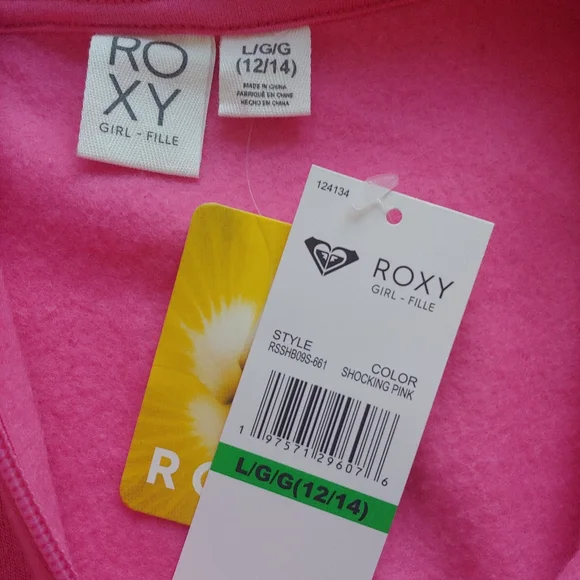 RO
XY
GIRL - FILLE
L/G/G
(12/14)
MADE IN CHINA
FABRIQUÉ EN CHINE
HECHO EN CHINA
124134
ROXY
GIRL - FILLE
STYLE
RSSHB09S-661
COLOR
SHOCKING PINK
1 97571 29607 6
L/G/G(12/14)
RO